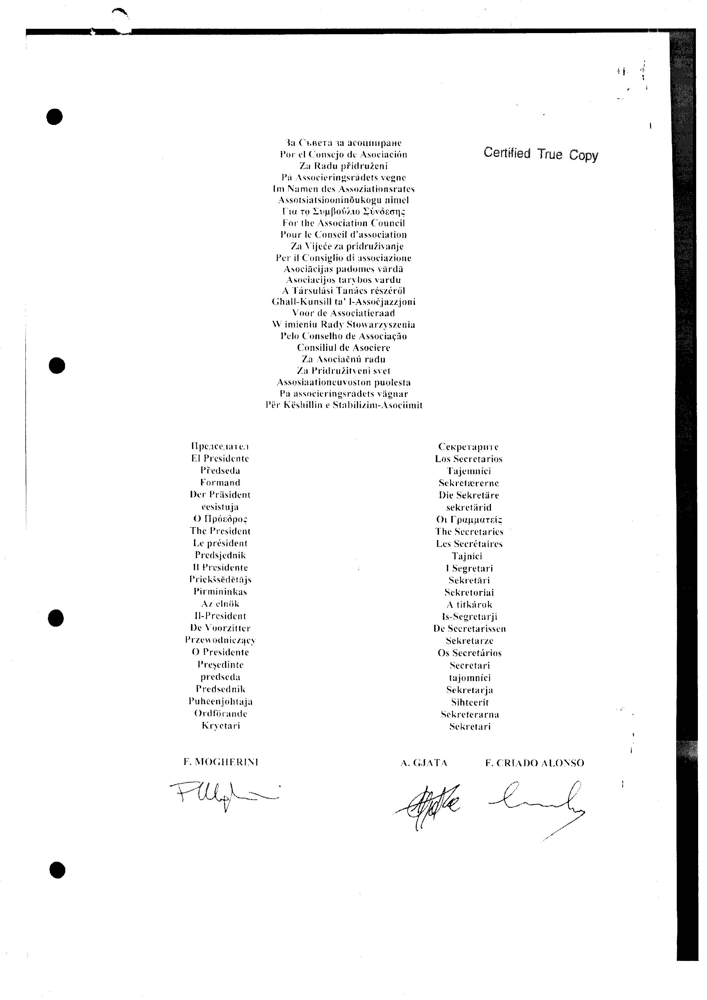 За Съвета за асоцииране
Por el Consejo de Asociación
Certified True Copy
Za Radu přidružení
På Associeringsrådets vegne
Im Namen des Assoziationsrates
Assotsiatsiooninõukogu nimel
Για το Συμβούλιο Σύνδεσης
For the Association Council
Pour le Conseil d'association
Za Vijeće za pridruživanje
Per il Consiglio di associazione
Asociācijas padomes vārdā
Asociacijos tarybos vardu
A Társulási Tanács részéről
Għall-Kunsill ta' l-Assoċjazzjoni
Voor de Associatieraad
W imieniu Rady Stowarzyszenia
Pelo Conselho de Associação
Consiliul de Asociere
Za Asociačnú radu
Za Pridružitveni svet
Assosiaationeuvoston puolesta
På associeringsrådets vägnar
Për Këshillin e Stabilizim-Asociimit
Председател
El Presidente
Předseda
Formand
Der Präsident
eesistuja
Ο Πρόεδρος
The President
Le président
Predsjednik
Il Presidente
Priekšsēdētājs
Pirmininkas
Az elnök
Il-President
De Voorzitter
Przewodniczący
O Presidente
Preşedinte
predseda
Predsednik
Puheenjohtaja
Ordförande
Kryetari
Секретарите
Los Secretarios
Tajemníci
Sekretærerne
Die Sekretäre
sekretärid
Οι Γραμματείς
The Secretaries
Les Secrétaires
Tajnici
I Segretari
Sekretāri
Sekretoriai
A titkárok
Is-Segretarji
De Secretarissen
Sekretarze
Os Secretários
Secretari
tajomníci
Sekretarja
Sihteerit
Sekreterarna
Sekretari
F. MOGHERINI
A. GJATA F. CRIADO ALONSO